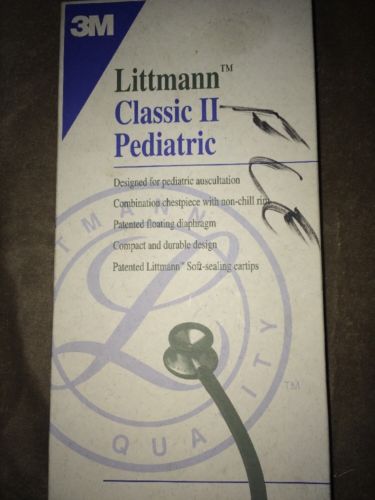 3M
Littmann™
Classic II
Pediatric
Designed for pediatric auscultation
Combination chestpiece with non-chill rim
Patented floating diaphragm
Compact and durable design
Patented Littmann™ Soft-sealing eartips
LITTMANN
L
QUALITY
TM